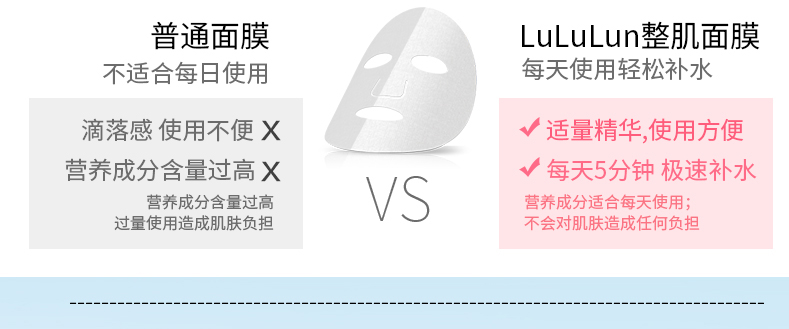 普通面膜
不适合每日使用
滴落感 使用不便 X
营养成分含量过高 X
营养成分含量过高
过量使用造成肌肤负担
VS
LuLuLun整肌面膜
每天使用轻松补水
适量精华,使用方便
每天5分钟 极速补水
营养成分适合每天使用；
不会对肌肤造成任何负担